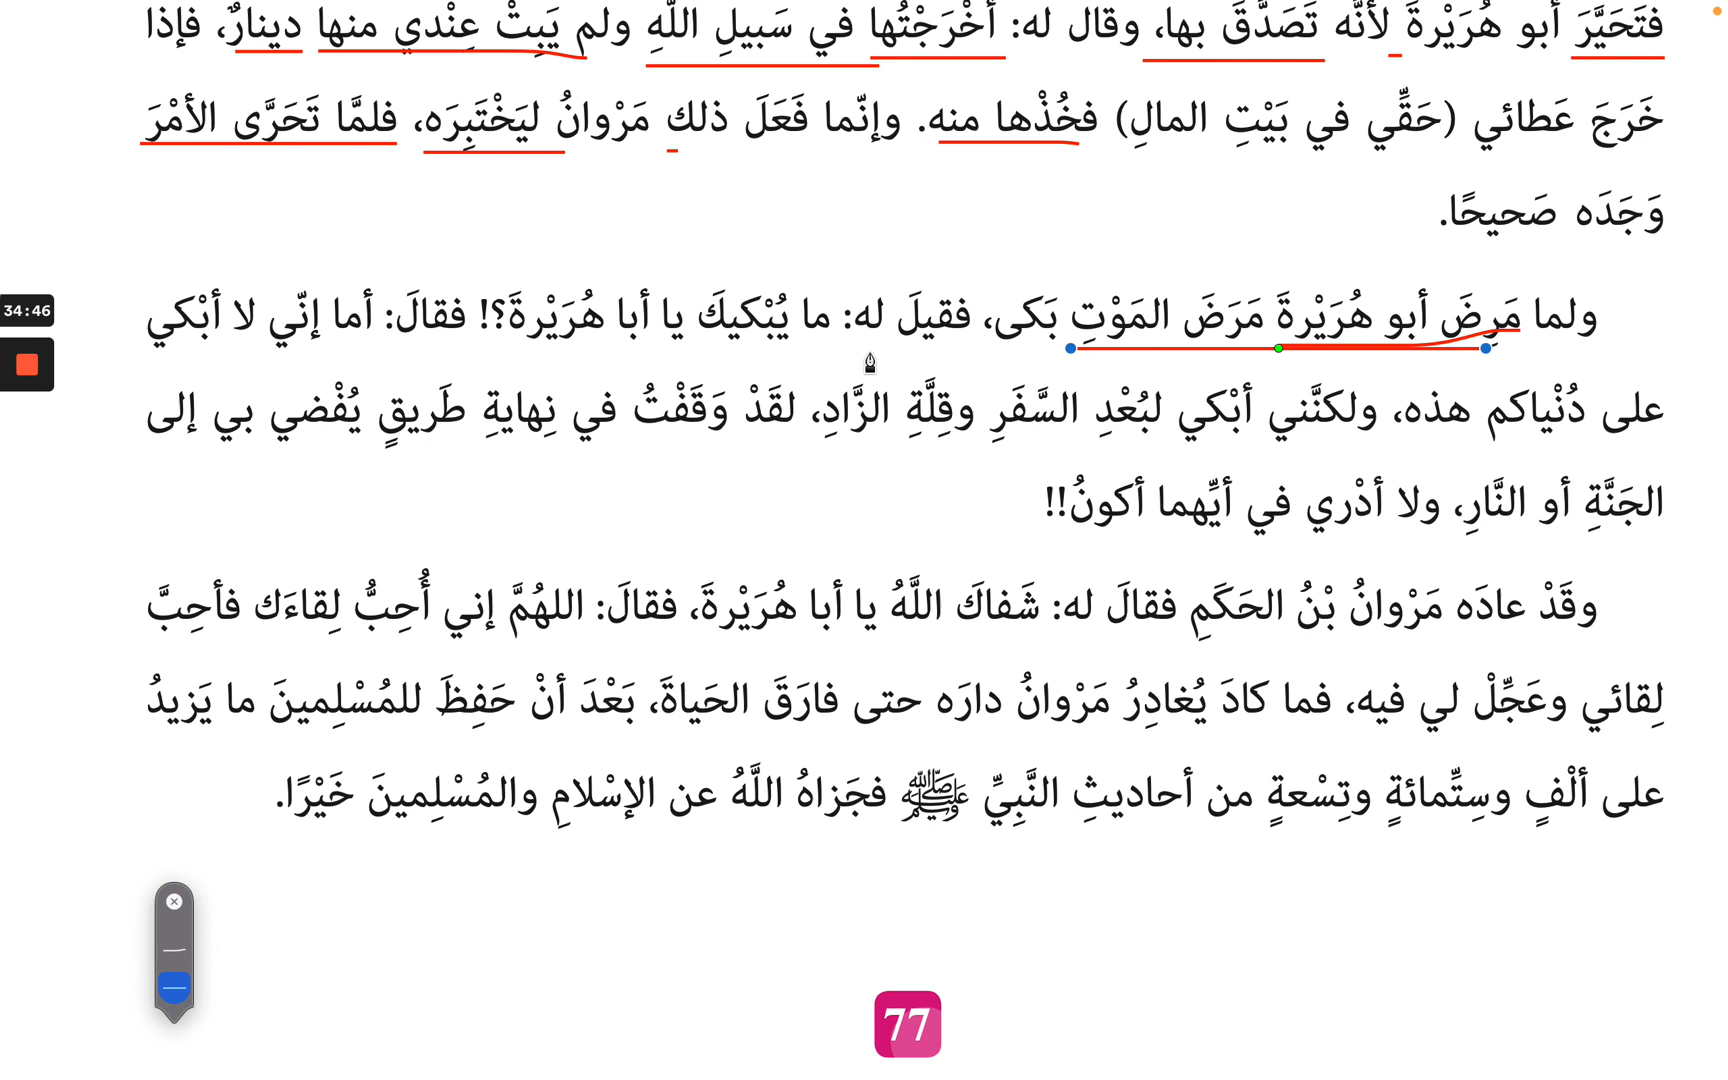 فتَحَيَّرَ أبو هُرَيْرةَ لأنَّه تَصَدَّقَ بها، وقال له: أخْرَجْتُها في سَبيلِ اللَّهِ ولم يَبِتْ عِنْدي منها دينارٌ، فإذا
خَرَجَ عَطائي (حَقِّي في بَيْتِ المالِ) فخُذْها منه. وإنّما فَعَلَ ذلك مَرْوانُ ليَخْتَبِرَه، فلمَّا تَحَرَّى الأمْرَ
وَجَدَه صَحيحًا.
34:46
ولما مَرِضَ أبو هُرَيْرةَ مَرَضَ المَوْتِ بَكى، فقيلَ له: ما يُبْكيكَ يا أبا هُرَيْرةَ؟! فقالَ: أما إنّي لا أبْكي
على دُنْياكم هذه، ولكنَّني أبْكي لبُعْدِ السَّفَرِ وقِلَّةِ الزَّادِ، لقَدْ وَقَفْتُ في نِهايةِ طَريقٍ يُفْضي بي إلى
الجَنَّةِ أو النَّارِ، ولا أدْري في أيِّهما أكونُ!!
وقَدْ عادَه مَرْوانُ بْنُ الحَكَمِ فقالَ له: شَفاكَ اللَّهُ يا أبا هُرَيْرةَ، فقالَ: اللهُمَّ إني أُحِبُّ لِقاءَك فأحِبَّ
لِقائي وعَجِّلْ لي فيه، فما كادَ يُغادِرُ مَرْوانُ دارَه حتى فارَقَ الحَياةَ، بَعْدَ أنْ حَفِظَ للمُسْلِمينَ ما يَزيدُ
على ألْفٍ وسِتِّمائةٍ وتِسْعةٍ من أحاديثِ النَّبِيِّ ﷺ فجَزاهُ اللَّهُ عن الإسْلامِ والمُسْلِمينَ خَيْرًا.
77